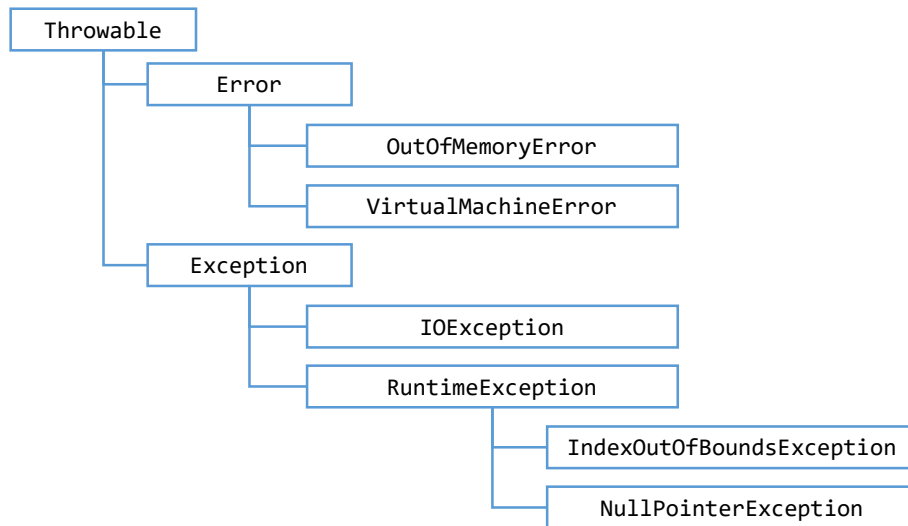 Throwable
Error
OutOfMemoryError
VirtualMachineError
Exception
IOException
RuntimeException
IndexOutOfBoundsException
NullPointerException